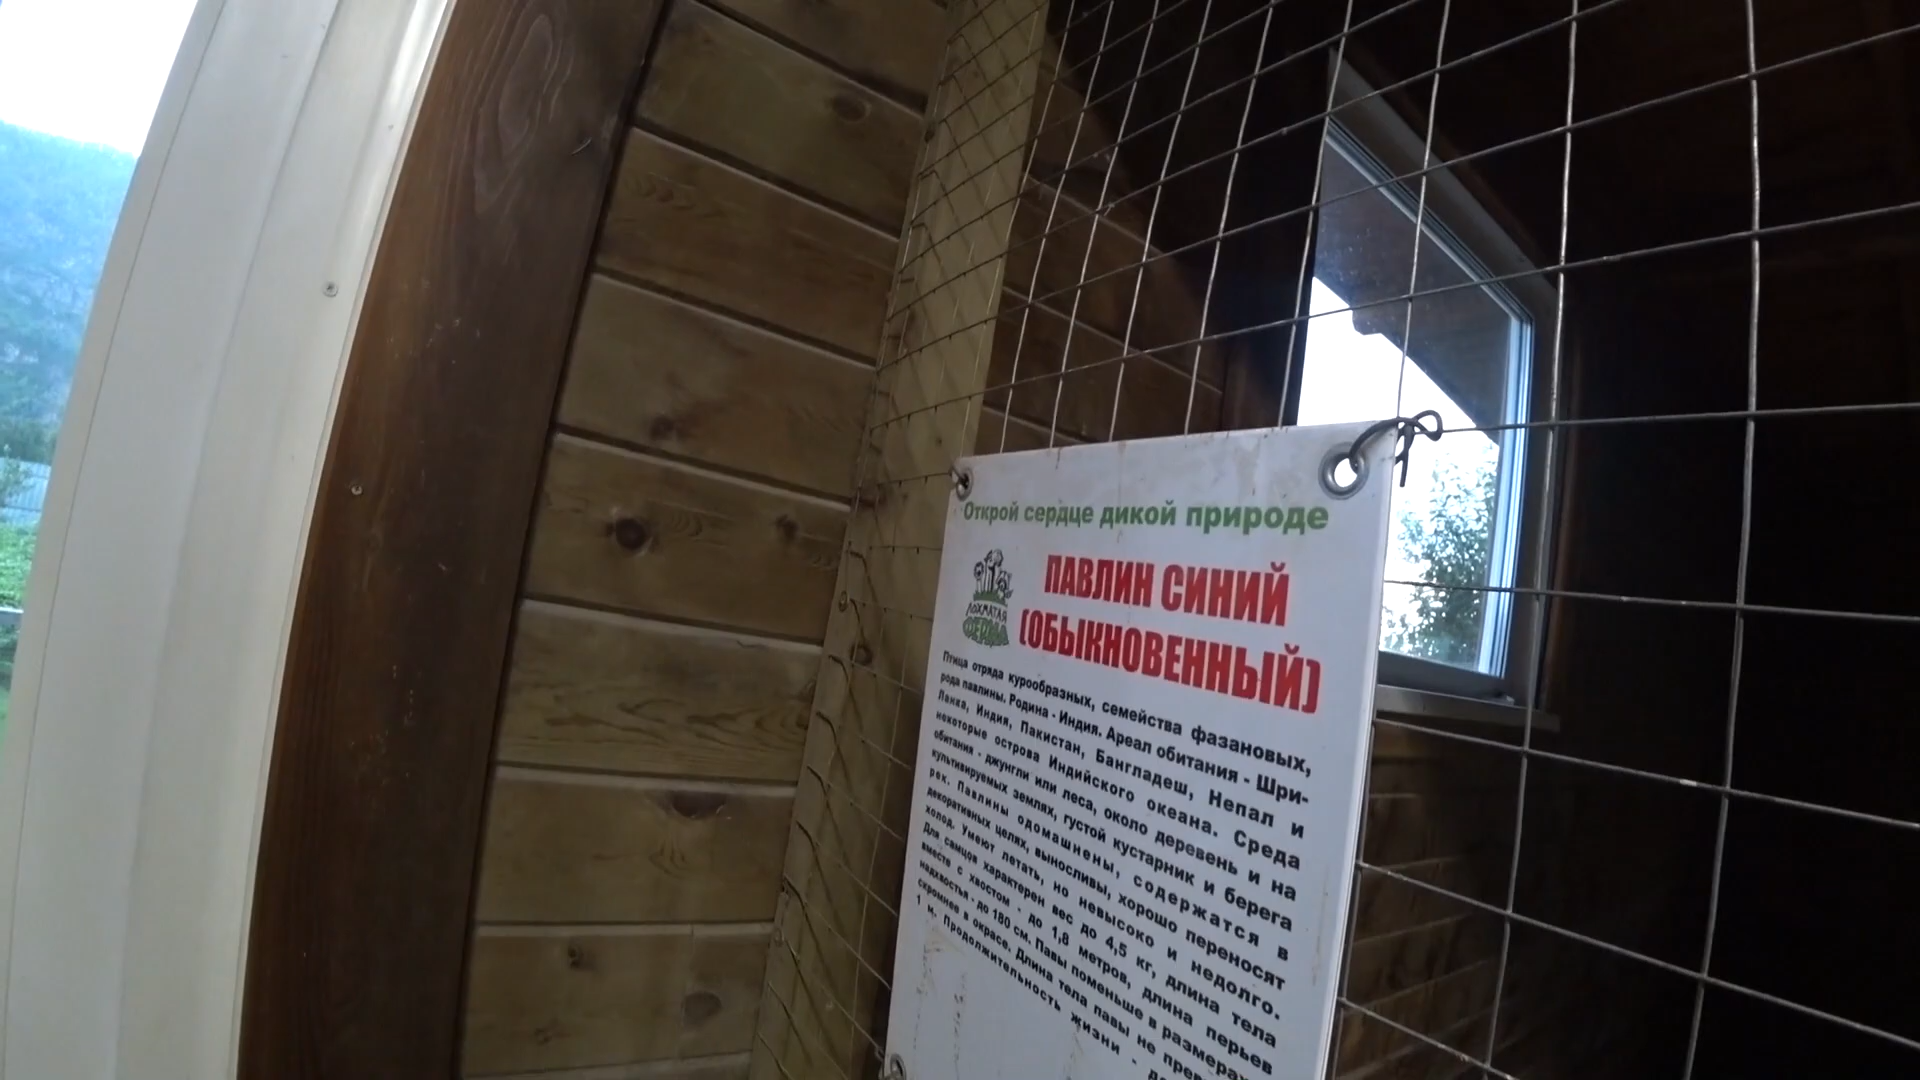 Открой сердце дикой природе
ЛОХМАТАЯ
ФЕРМА
ПАВЛИН СИНИЙ
(ОБЫКНОВЕННЫЙ)
Птица отряда курообразных, семейства фазановых,
рода павлины. Родина - Индия. Ареал обитания - Шри-
Ланка, Индия, Пакистан, Бангладеш, Непал и
некоторые острова Индийского океана. Среда
обитания - джунгли или леса, около деревень и на
культивируемых землях, густой кустарник и берега
рек. Павлины одомашнены, содержатся в
декоративных целях, выносливы, хорошо переносят
холод. Умеют летать, но невысоко и недолго.
Для самцов характерен вес до 4,5 кг, длина тела
вместе с хвостом - до 1,8 метров, длина перьев
надхвостья - до 180 см. Павы поменьше в размерах
скромнее в окрасе. Длина тела павы не прев
1 м. Продолжительность жизни -